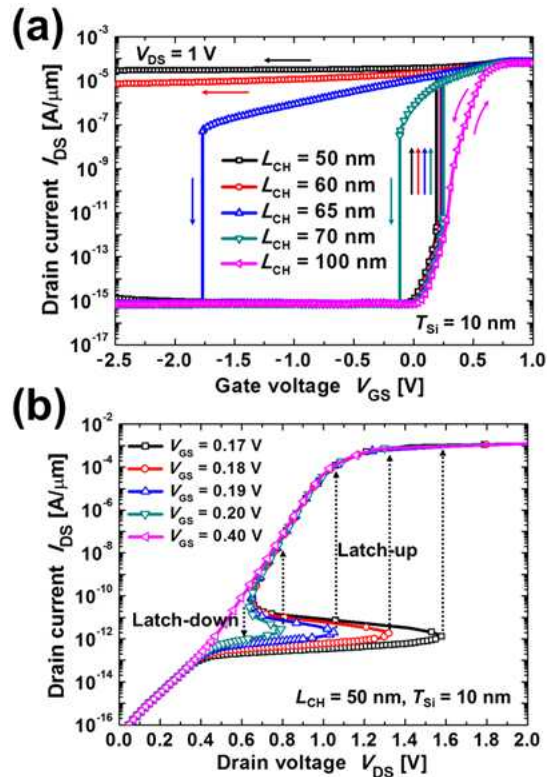 (a)
V_DS = 1 V
L_CH = 50 nm
L_CH = 60 nm
L_CH = 65 nm
L_CH = 70 nm
L_CH = 100 nm
T_Si = 10 nm
Drain current I_DS [A/μm]
10^-3
10^-5
10^-7
10^-9
10^-11
10^-13
10^-15
10^-17
-2.5 -2.0 -1.5 -1.0 -0.5 0.0 0.5 1.0
Gate voltage V_GS [V]
(b)
V_GS = 0.17 V
V_GS = 0.18 V
V_GS = 0.19 V
V_GS = 0.20 V
V_GS = 0.40 V
Latch-up
Latch-down
L_CH = 50 nm, T_Si = 10 nm
Drain current I_DS [A/μm]
10^-2
10^-4
10^-6
10^-8
10^-10
10^-12
10^-14
10^-16
0.0 0.2 0.4 0.6 0.8 1.0 1.2 1.4 1.6 1.8 2.0
Drain voltage V_DS [V]